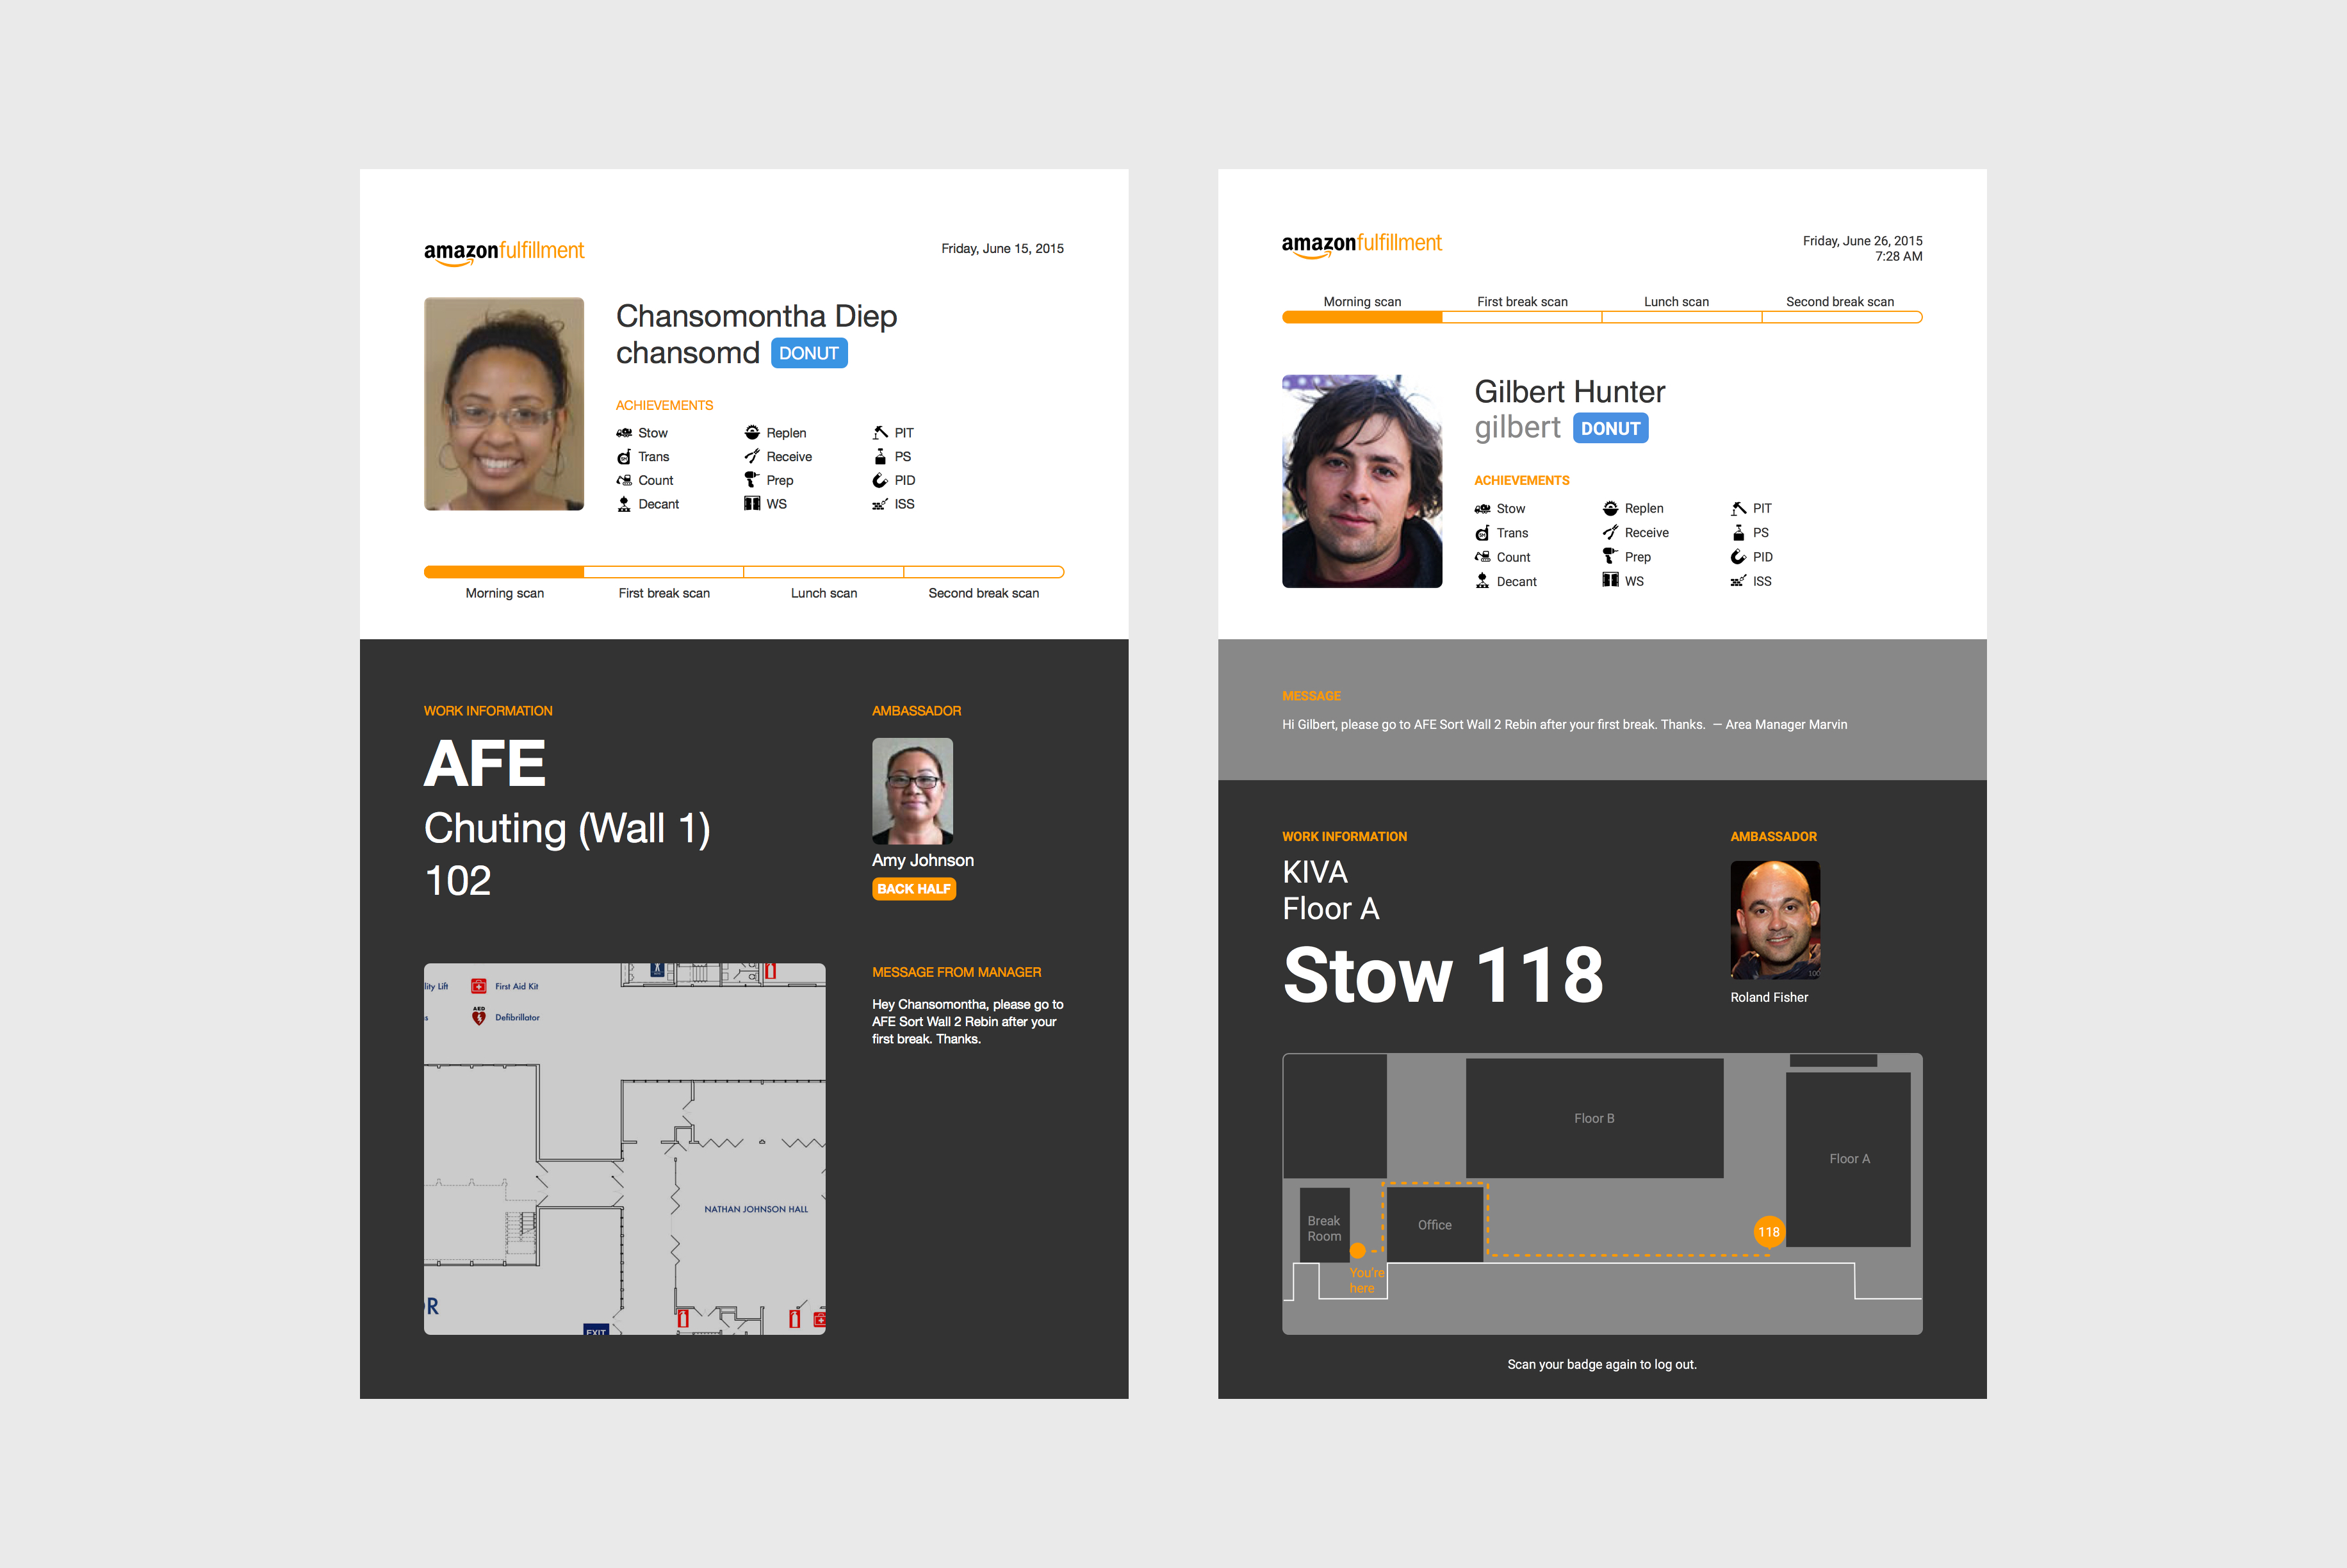 amazonfulfillment
Friday, June 15, 2015
Chansomontha Diep
chansomd DONUT
ACHIEVEMENTS
Stow Replen PIT
Trans Receive PS
Count Prep PID
Decant WS ISS
Morning scan First break scan Lunch scan Second break scan
WORK INFORMATION
AFE
Chuting (Wall 1)
102
AMBASSADOR
Amy Johnson
BACK HALF
lity Lift First Aid Kit
s AED Defibrillator
NATHAN JOHNSON HALL
OR
EXIT
MESSAGE FROM MANAGER
Hey Chansomontha, please go to
AFE Sort Wall 2 Rebin after your
first break. Thanks.
amazonfulfillment
Friday, June 26, 2015
7:28 AM
Morning scan First break scan Lunch scan Second break scan
Gilbert Hunter
gilbert DONUT
ACHIEVEMENTS
Stow Replen PIT
Trans Receive PS
Count Prep PID
Decant WS ISS
MESSAGE
Hi Gilbert, please go to AFE Sort Wall 2 Rebin after your first break. Thanks. — Area Manager Marvin
WORK INFORMATION
KIVA
Floor A
Stow 118
AMBASSADOR
100
Roland Fisher
Floor B
Floor A
Break
Room
Office
118
You're
here
Scan your badge again to log out.